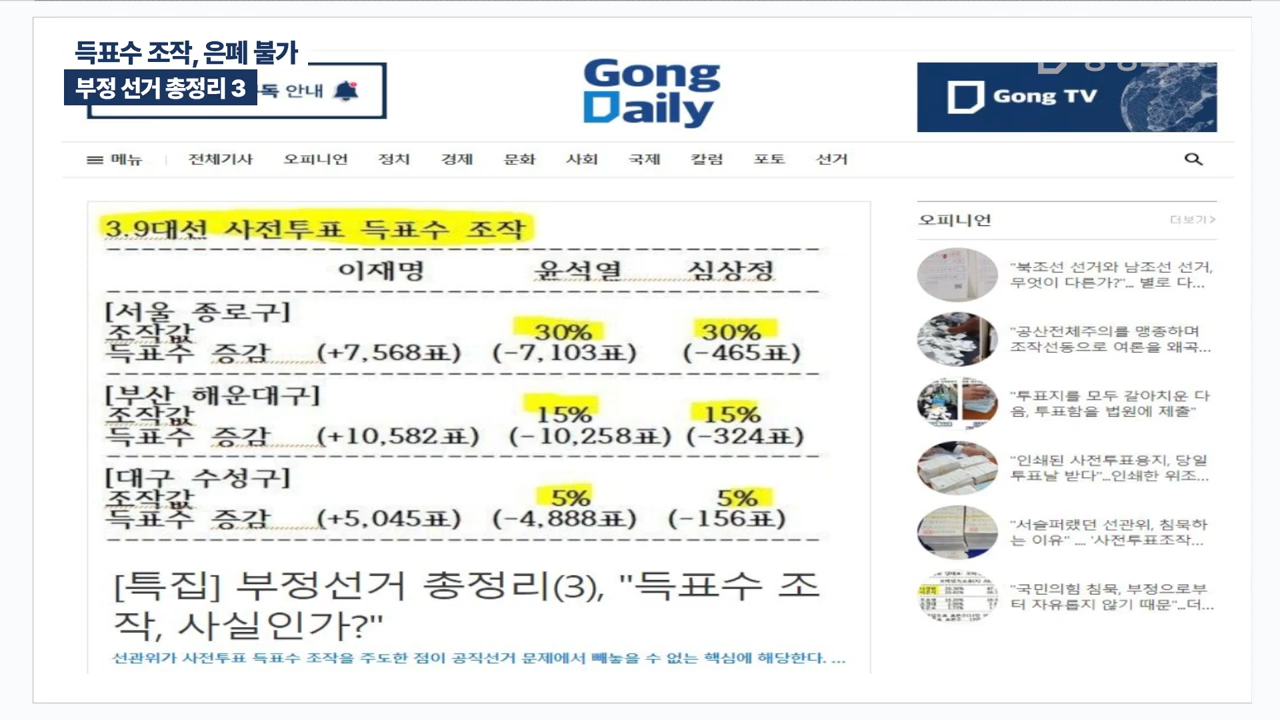 득표수 조작, 은폐 불가
부정 선거 총정리 3
독 안내
Gong
Daily
Gong TV
메뉴
전체기사
오피니언
정치
경제
문화
사회
국제
칼럼
포토
선거
3.9대선 사전투표 득표수 조작
이재명 윤석열 심상정
[서울 종로구]
조작값 30% 30%
득표수 증감 (+7,568표) (-7,103표) (-465표)
[부산 해운대구]
조작값 15% 15%
득표수 증감 (+10,582표) (-10,258표) (-324표)
[대구 수성구]
조작값 5% 5%
득표수 증감 (+5,045표) (-4,888표) (-156표)
[특집] 부정선거 총정리(3), "득표수 조
작, 사실인가?"
선관위가 사전투표 득표수 조작을 주도한 점이 공직선거 문제에서 빼놓을 수 없는 핵심에 해당한다. ...
오피니언
더보기>
"북조선 선거와 남조선 선거,
무엇이 다른가?"... 별로 다...
"공산전체주의를 맹종하며
조작선동으로 여론을 왜곡...
"투표지를 모두 갈아치운 다
음, 투표함을 법원에 제출"
"인쇄된 사전투표용지, 당일
투표날 받다"...인쇄한 위조...
"서슬퍼랬던 선관위, 침묵하
는 이유" .... '사전투표조작...
"국민의힘 침묵, 부정으로부
터 자유롭지 않기 때문"...더...